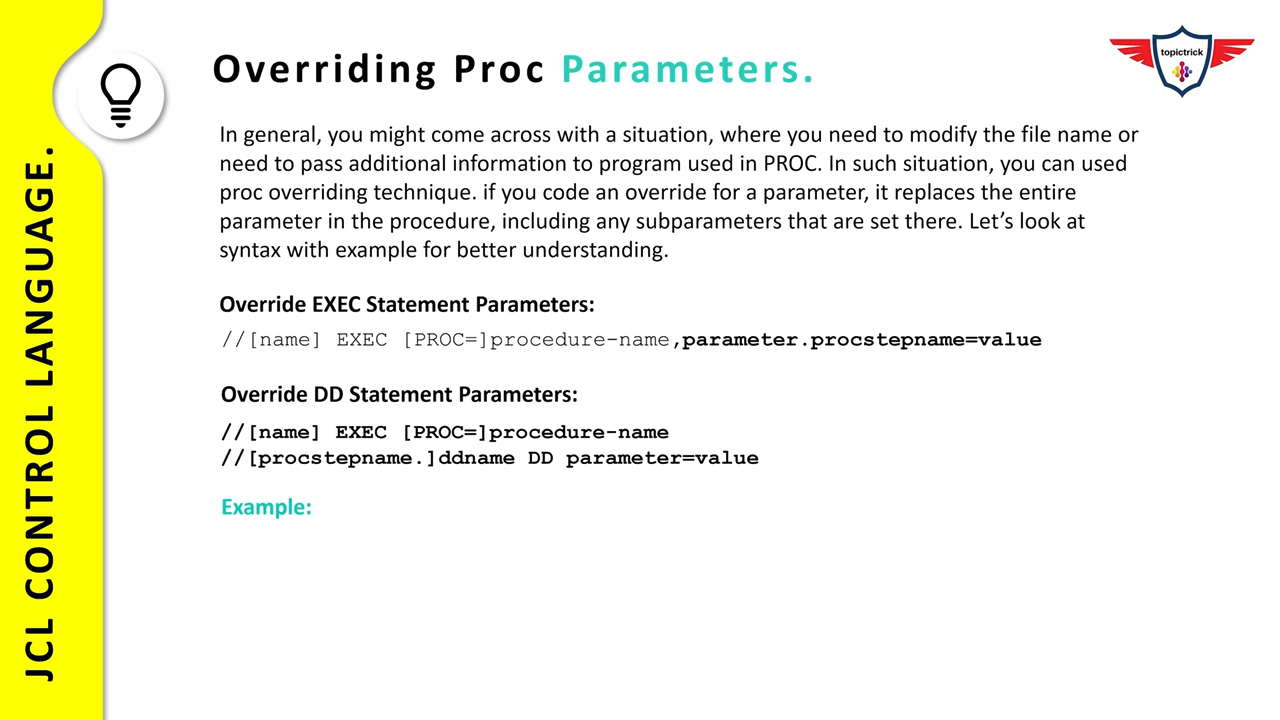 JCL CONTROL LANGUAGE.
Overriding Proc Parameters.
topictrick
In general, you might come across with a situation, where you need to modify the file name or
need to pass additional information to program used in PROC. In such situation, you can used
proc overriding technique. if you code an override for a parameter, it replaces the entire
parameter in the procedure, including any subparameters that are set there. Let’s look at
syntax with example for better understanding.
Override EXEC Statement Parameters:
//[name] EXEC [PROC=]procedure-name,parameter.procstepname=value
Override DD Statement Parameters:
//[name] EXEC [PROC=]procedure-name
//[procstepname.]ddname DD parameter=value
Example: